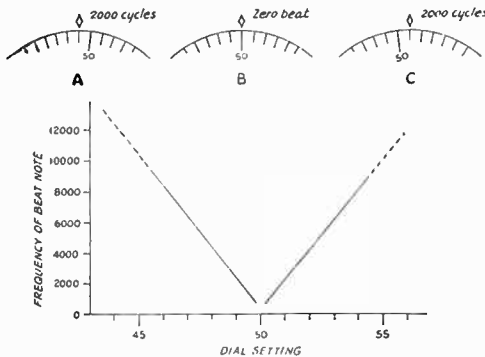 2000 cycles
Zero beat
2000 cycles
50
50
50
A
B
C
FREQUENCY OF BEAT NOTE
12000
10000
8000
6000
4000
2000
0
45
50
55
DIAL SETTING